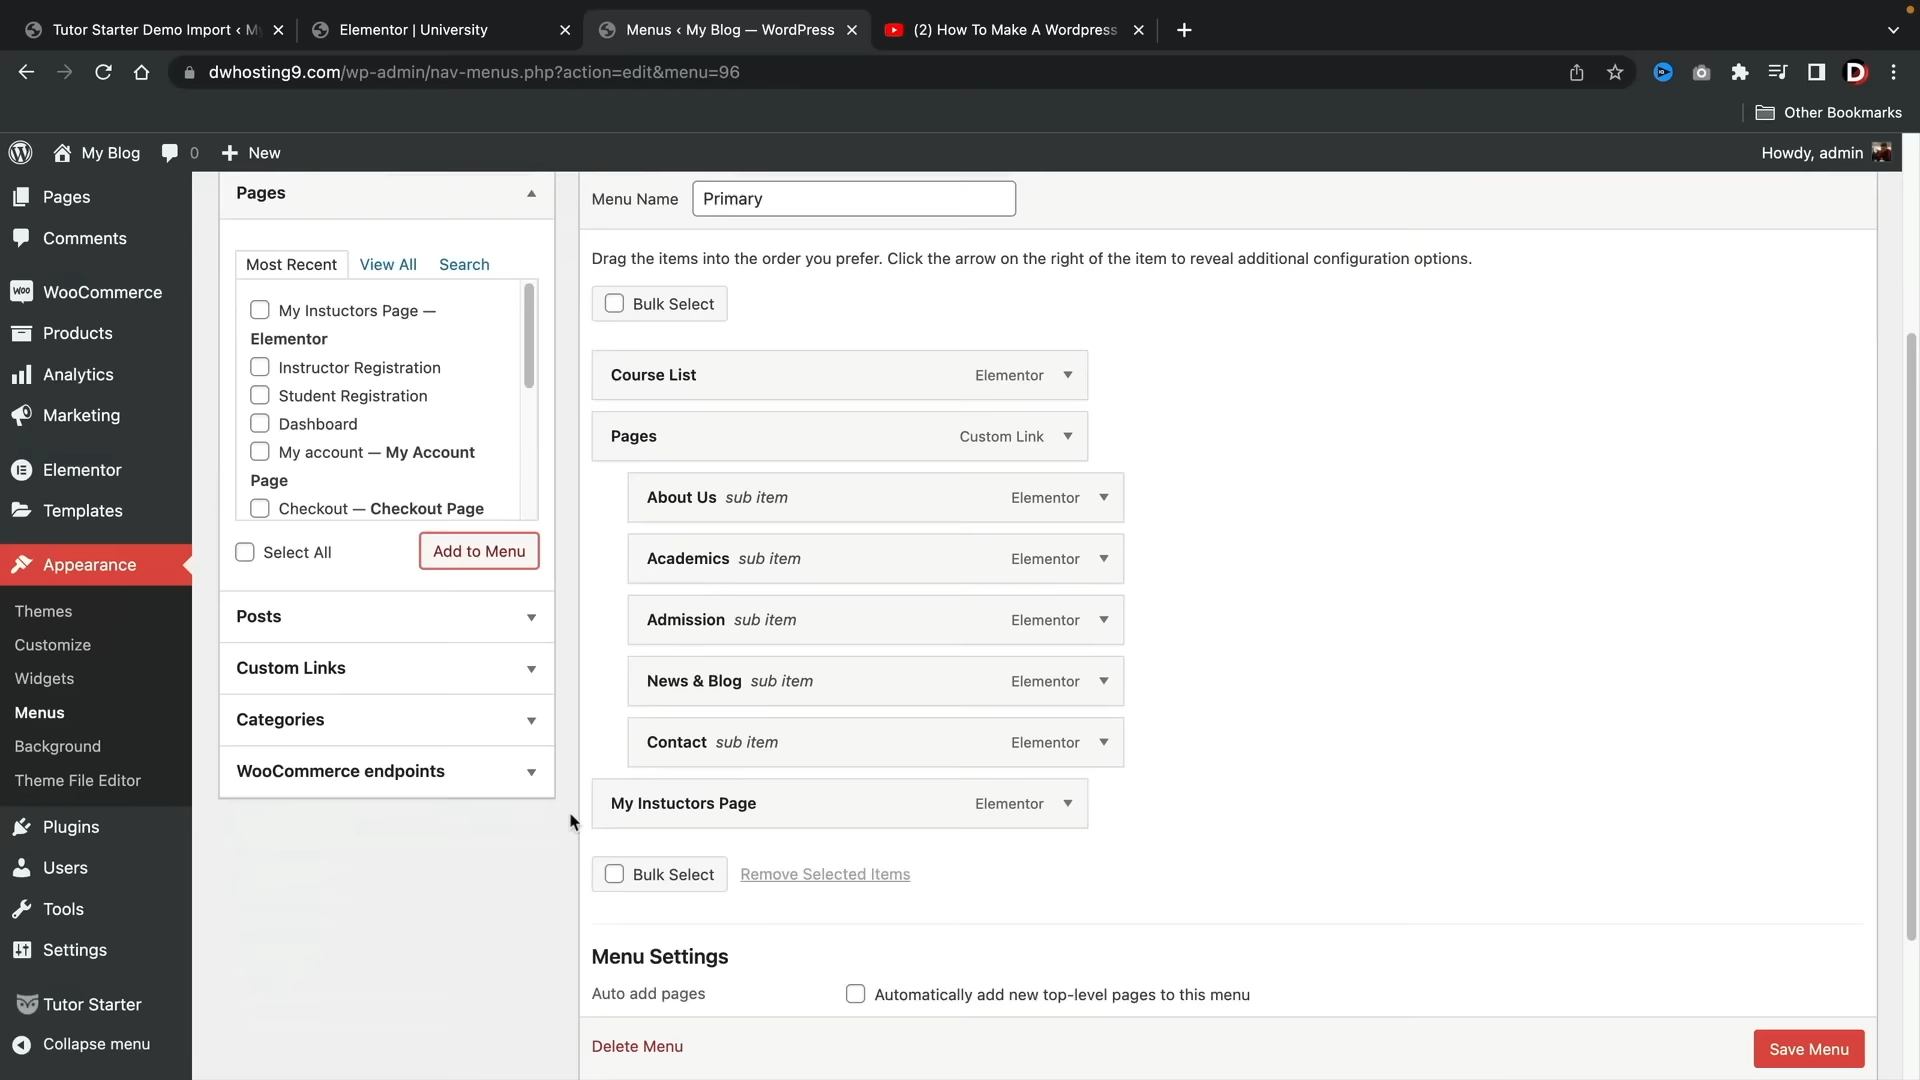 Tutor Starter Demo Import ‹ M
Elementor | University
Menus ‹ My Blog — WordPress
(2) How To Make A Wordpress
dwhosting9.com/wp-admin/nav-menus.php?action=edit&menu=96
Other Bookmarks
My Blog
0
New
Howdy, admin
Pages
Comments
WooCommerce
Products
Analytics
Marketing
Elementor
Templates
Appearance
Themes
Customize
Widgets
Menus
Background
Theme File Editor
Plugins
Users
Tools
Settings
Tutor Starter
Collapse menu
Pages
Most Recent
View All
Search
My Instuctors Page —
Elementor
Instructor Registration
Student Registration
Dashboard
My account — My Account
Page
Checkout — Checkout Page
Select All
Add to Menu
Posts
Custom Links
Categories
WooCommerce endpoints
Menu Name
Primary
Drag the items into the order you prefer. Click the arrow on the right of the item to reveal additional configuration options.
Bulk Select
Course List
Elementor
Pages
Custom Link
About Us sub item
Elementor
Academics sub item
Elementor
Admission sub item
Elementor
News & Blog sub item
Elementor
Contact sub item
Elementor
My Instuctors Page
Elementor
Bulk Select
Remove Selected Items
Menu Settings
Auto add pages
Automatically add new top-level pages to this menu
Delete Menu
Save Menu